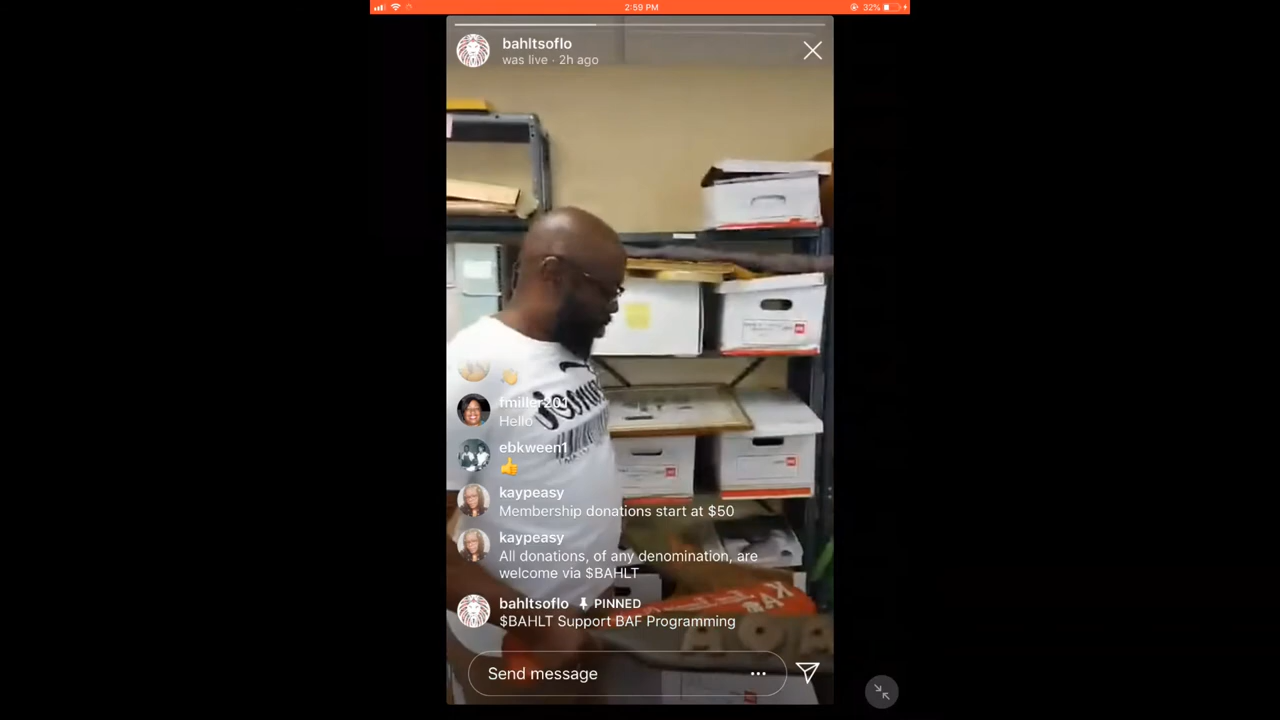 2:59 PM
32%
bahltsoflo
was live · 2h ago
fmiller201
Hello
ebkween1
kaypeasy
Membership donations start at $50
kaypeasy
All donations, of any denomination, are
welcome via $BAHLT
bahltsoflo PINNED
$BAHLT Support BAF Programming
Send message